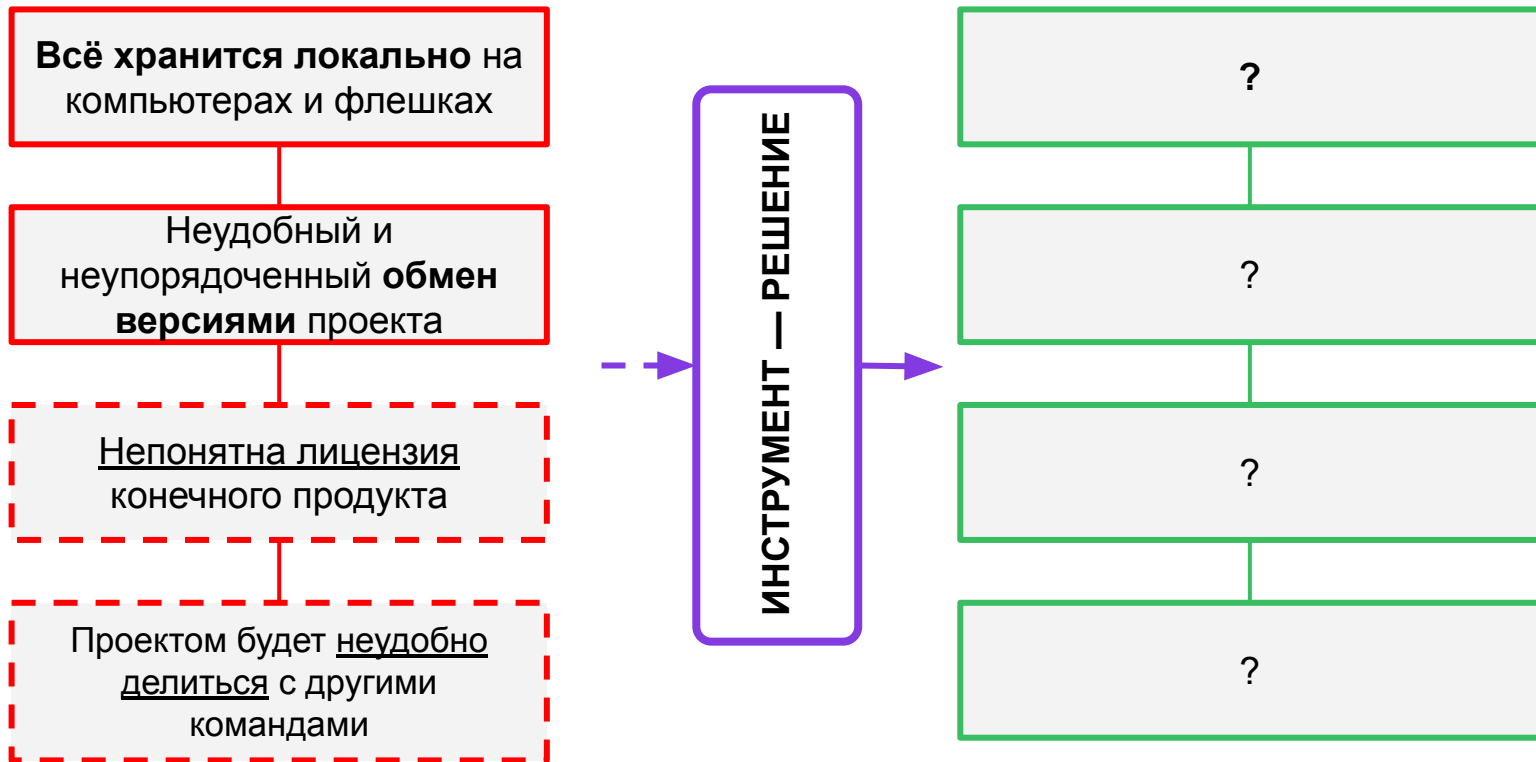 Всё хранится локально на
компьютерах и флешках
Неудобный и
неупорядоченный обмен
версиями проекта
Непонятна лицензия
конечного продукта
Проектом будет неудобно
делиться с другими
командами
ИНСТРУМЕНТ — РЕШЕНИЕ
?
?
?
?